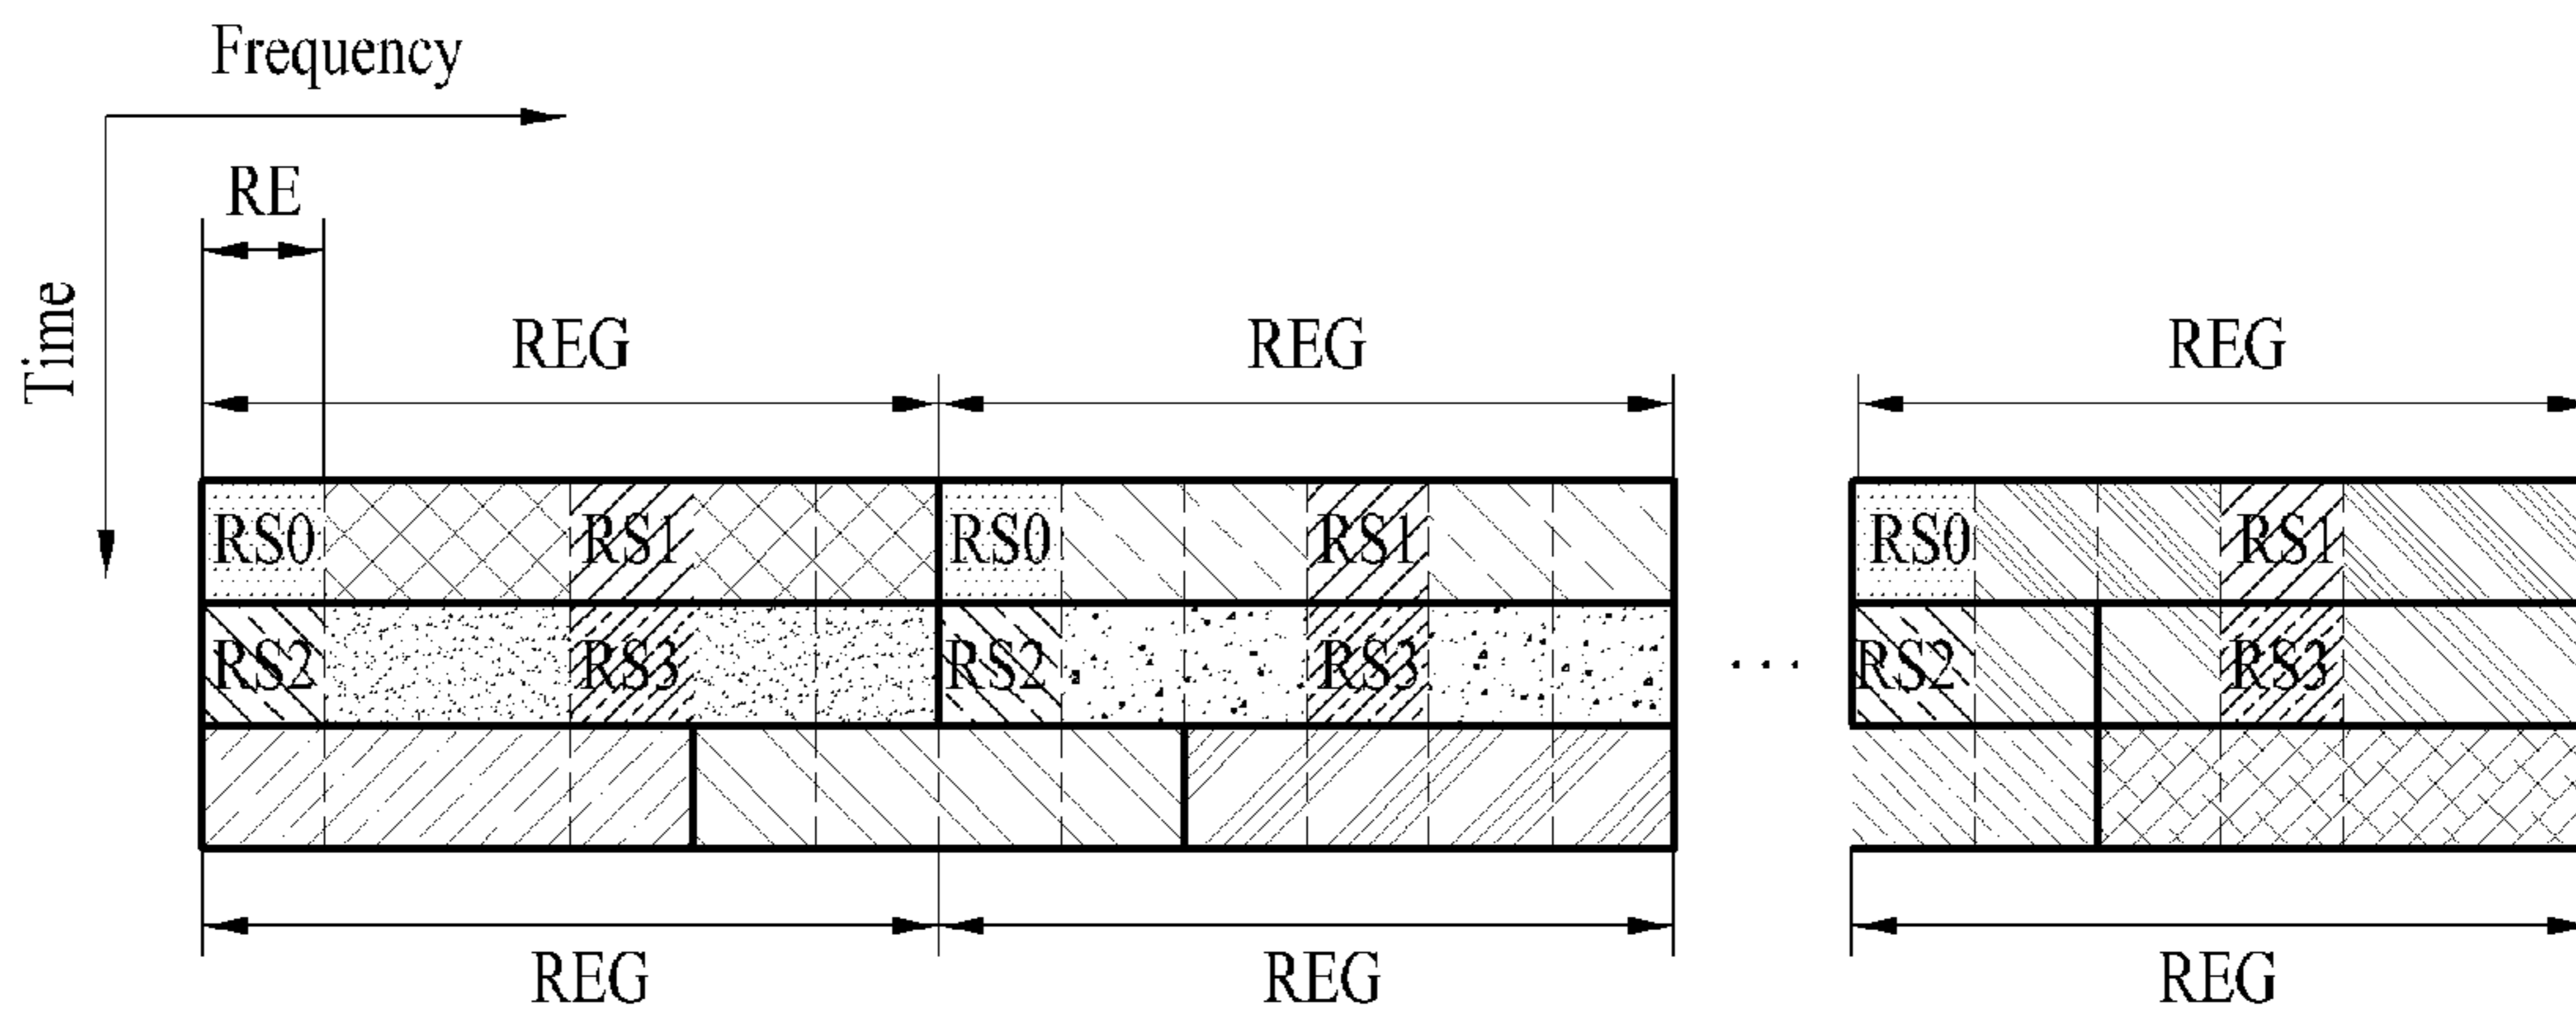 Frequency
RE
Time
REG REG REG
RS0 RS1 RS0 RS1 RS0 RS1
RS2 RS3 RS2 RS3 ... RS2 RS3
REG REG REG